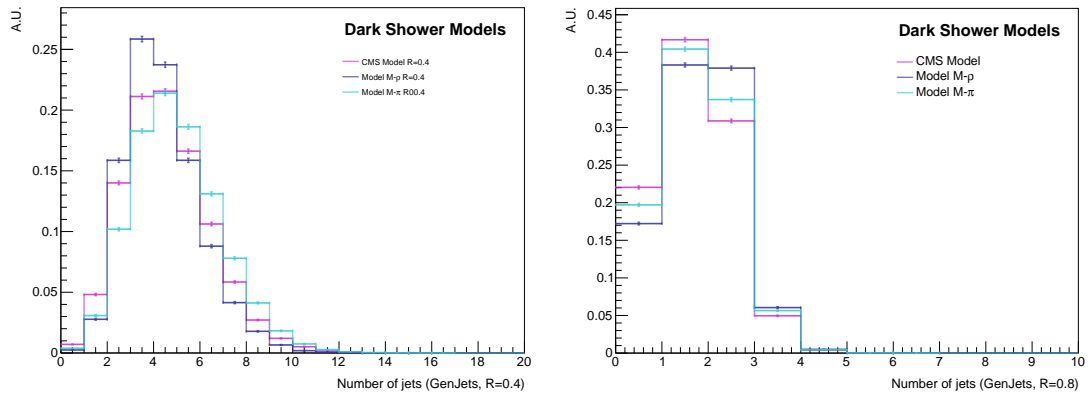 A.U.
Dark Shower Models
CMS Model R=0.4
Model M-ρ R=0.4
Model M-π R00.4
0.25
0.2
0.15
0.1
0.05
0
0 2 4 6 8 10 12 14 16 18 20
Number of jets (GenJets, R=0.4)
A.U.
0.45
Dark Shower Models
CMS Model
Model M-ρ
Model M-π
0.4
0.35
0.3
0.25
0.2
0.15
0.1
0.05
0
0 1 2 3 4 5 6 7 8 9 10
Number of jets (GenJets, R=0.8)